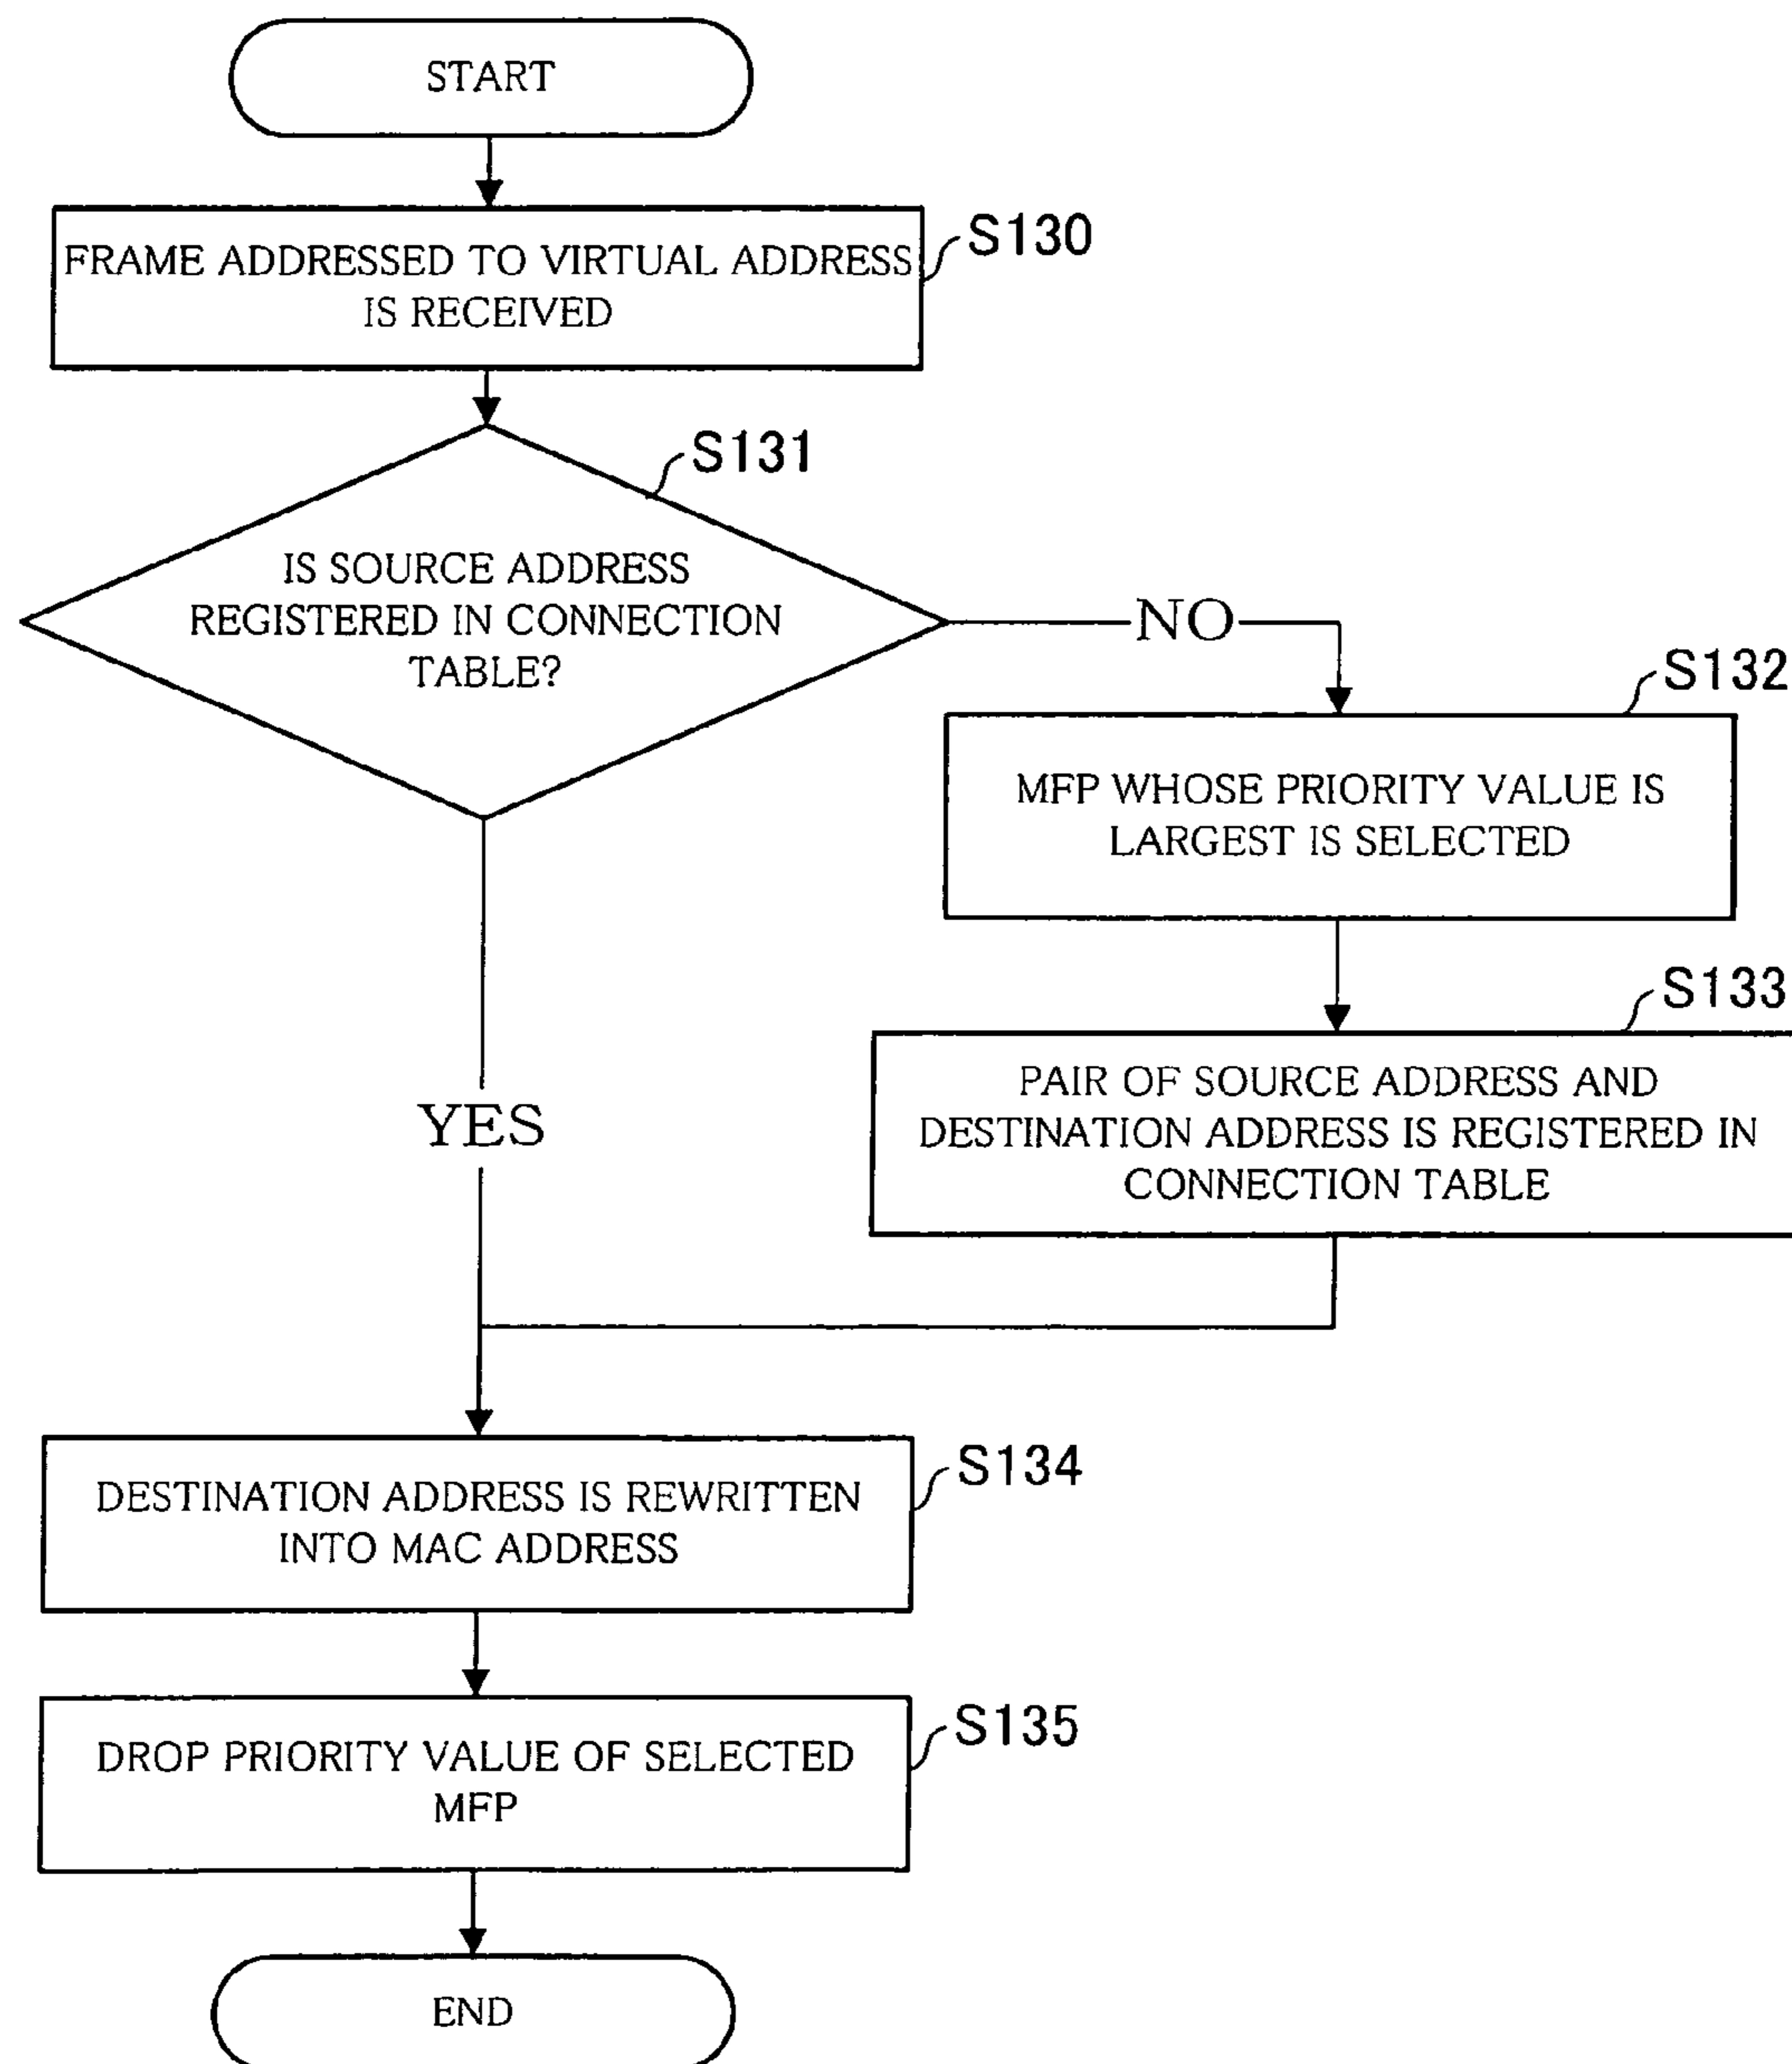 START
FRAME ADDRESSED TO VIRTUAL ADDRESS
IS RECEIVED
S130
S131
IS SOURCE ADDRESS
REGISTERED IN CONNECTION
TABLE?
NO
S132
MFP WHOSE PRIORITY VALUE IS
LARGEST IS SELECTED
S133
PAIR OF SOURCE ADDRESS AND
DESTINATION ADDRESS IS REGISTERED IN
CONNECTION TABLE
YES
S134
DESTINATION ADDRESS IS REWRITTEN
INTO MAC ADDRESS
S135
DROP PRIORITY VALUE OF SELECTED
MFP
END